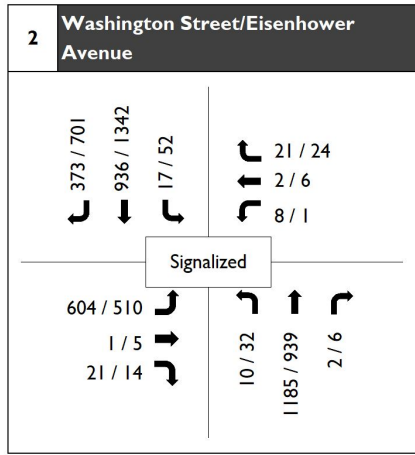 2
Washington Street/Eisenhower
Avenue
373 / 701
936 / 1342
17 / 52
21 / 24
2 / 6
8 / 1
Signalized
604 / 510
1 / 5
21 / 14
10 / 32
1185 / 939
2 / 6